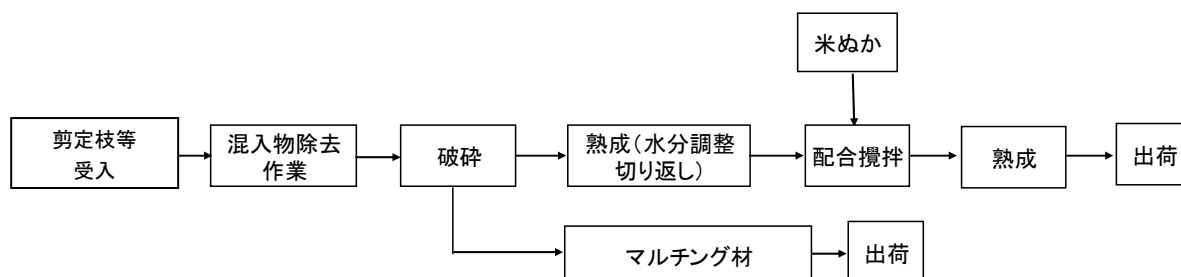 米ぬか
剪定枝等
受入
混入物除去
作業
破砕
熟成（水分調整
切り返し）
配合攪拌
熟成
出荷
マルチング材
出荷